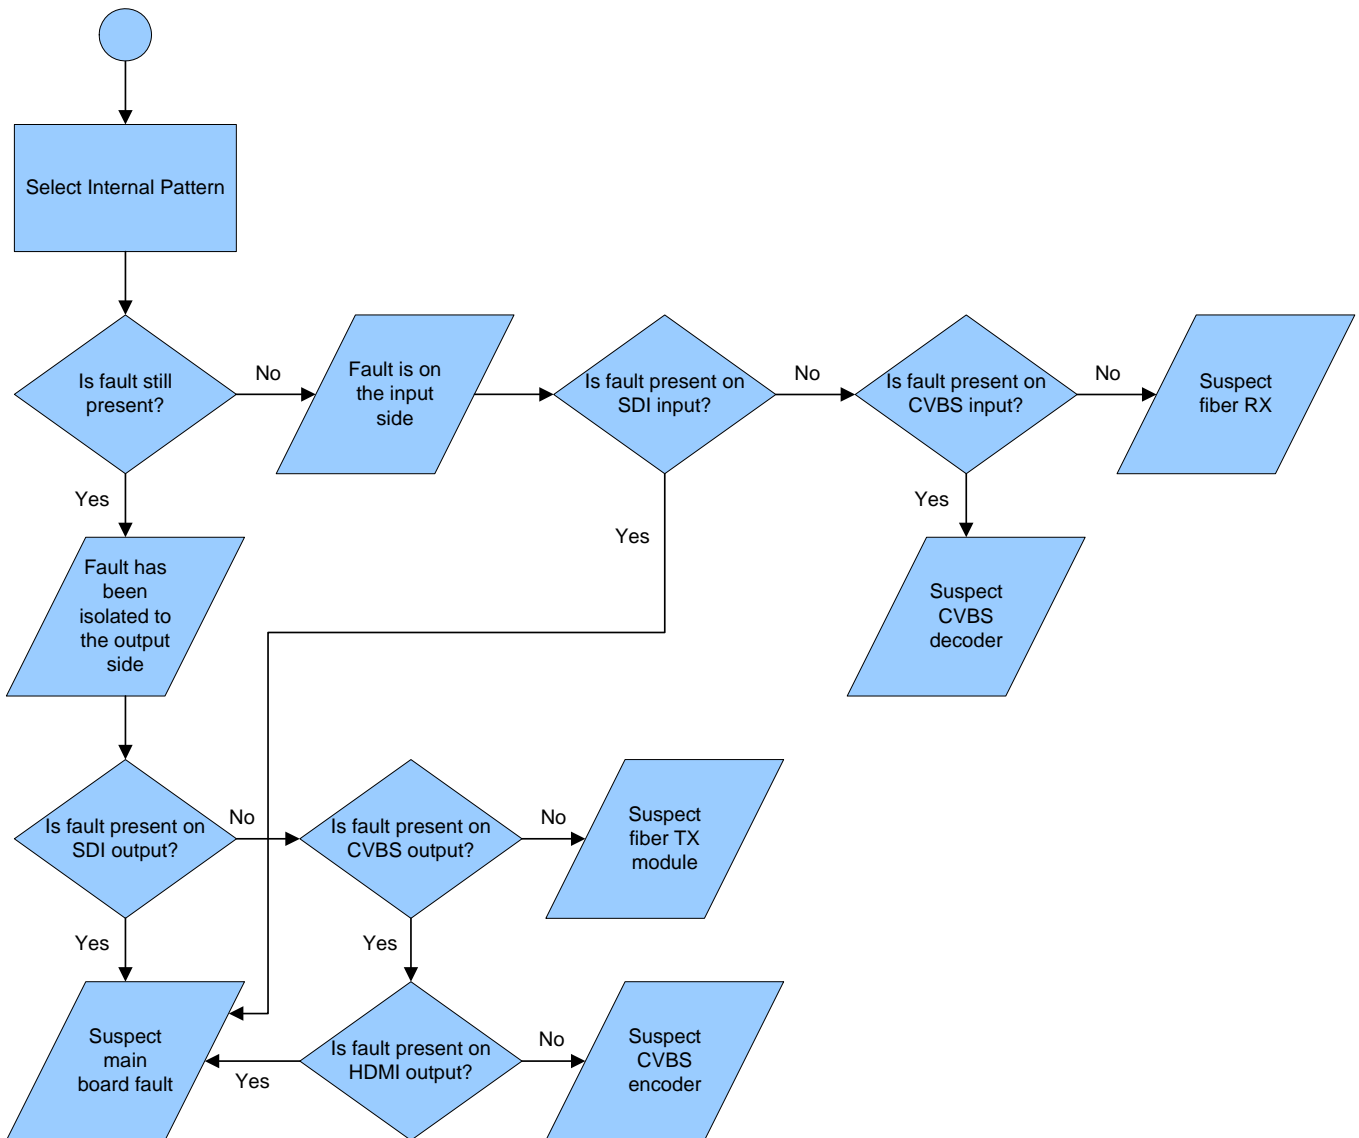 Select Internal Pattern
Is fault still
present?
No
Fault is on
the input
side
Is fault present on
SDI input?
No
Is fault present on
CVBS input?
No
Suspect
fiber RX
Yes
Yes
Yes
Fault has
been
isolated to
the output
side
Suspect
CVBS
decoder
Is fault present on
SDI output?
No
Is fault present on
CVBS output?
No
Suspect
fiber TX
module
Yes
Yes
Suspect
main
board fault
Yes
Is fault present on
HDMI output?
No
Suspect
CVBS
encoder